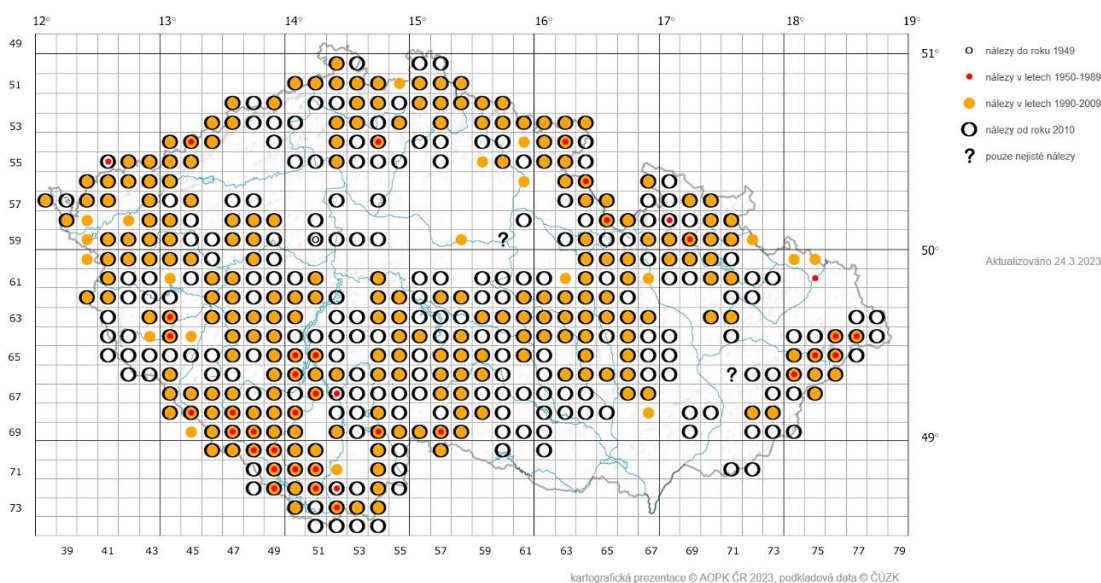 12° 13° 14° 15° 16° 17° 18° 19°
49
51°
51
53
55
57
59
50°
61
63
65
67
69
49°
71
73
39 41 43 45 47 49 51 53 55 57 59 61 63 65 67 69 71 73 75 77 79
? ?
nálezy do roku 1949
nálezy v letech 1950-1989
nálezy v letech 1990-2009
nálezy od roku 2010
? pouze nejisté nálezy
Aktualizováno 24.3.2023
kartografická prezentace © AOPK ČR 2023, podkladová data © ČÚZK